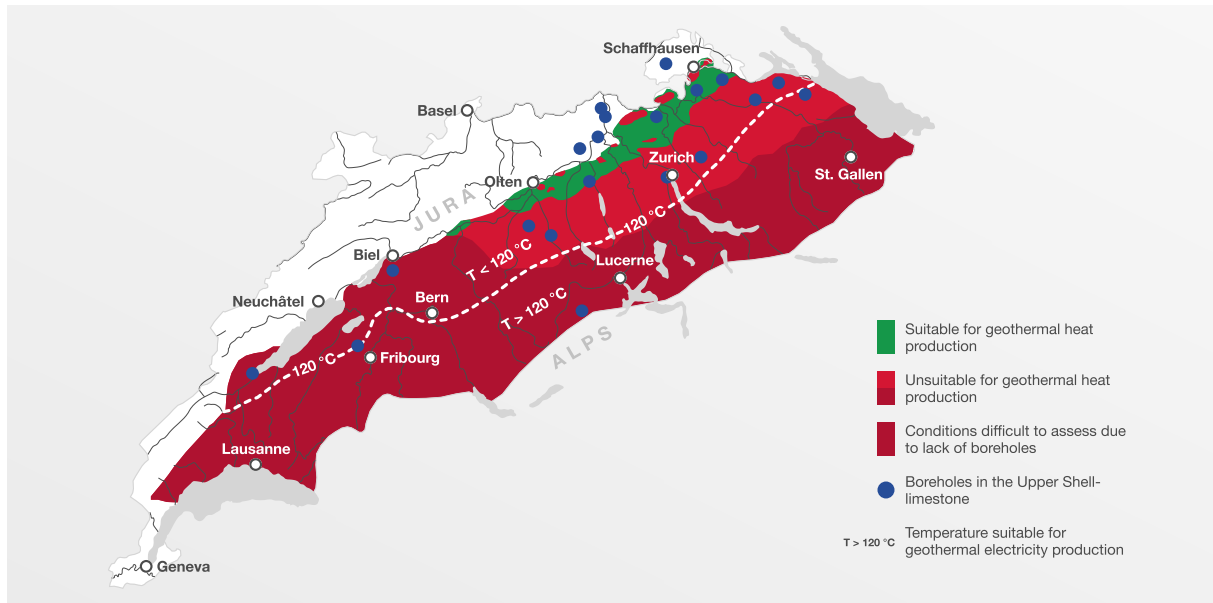 Schaffhausen
Basel
Zurich
St. Gallen
Olten
JURA
120 °C
Biel
T < 120 °C
Lucerne
Neuchâtel
Bern
T > 120 °C
ALPS
120 °C
Fribourg
Lausanne
Geneva
Suitable for geothermal heat
production
Unsuitable for geothermal heat
production
Conditions difficult to assess due
to lack of boreholes
Boreholes in the Upper Shell-
limestone
T > 120 °C
Temperature suitable for
geothermal electricity production